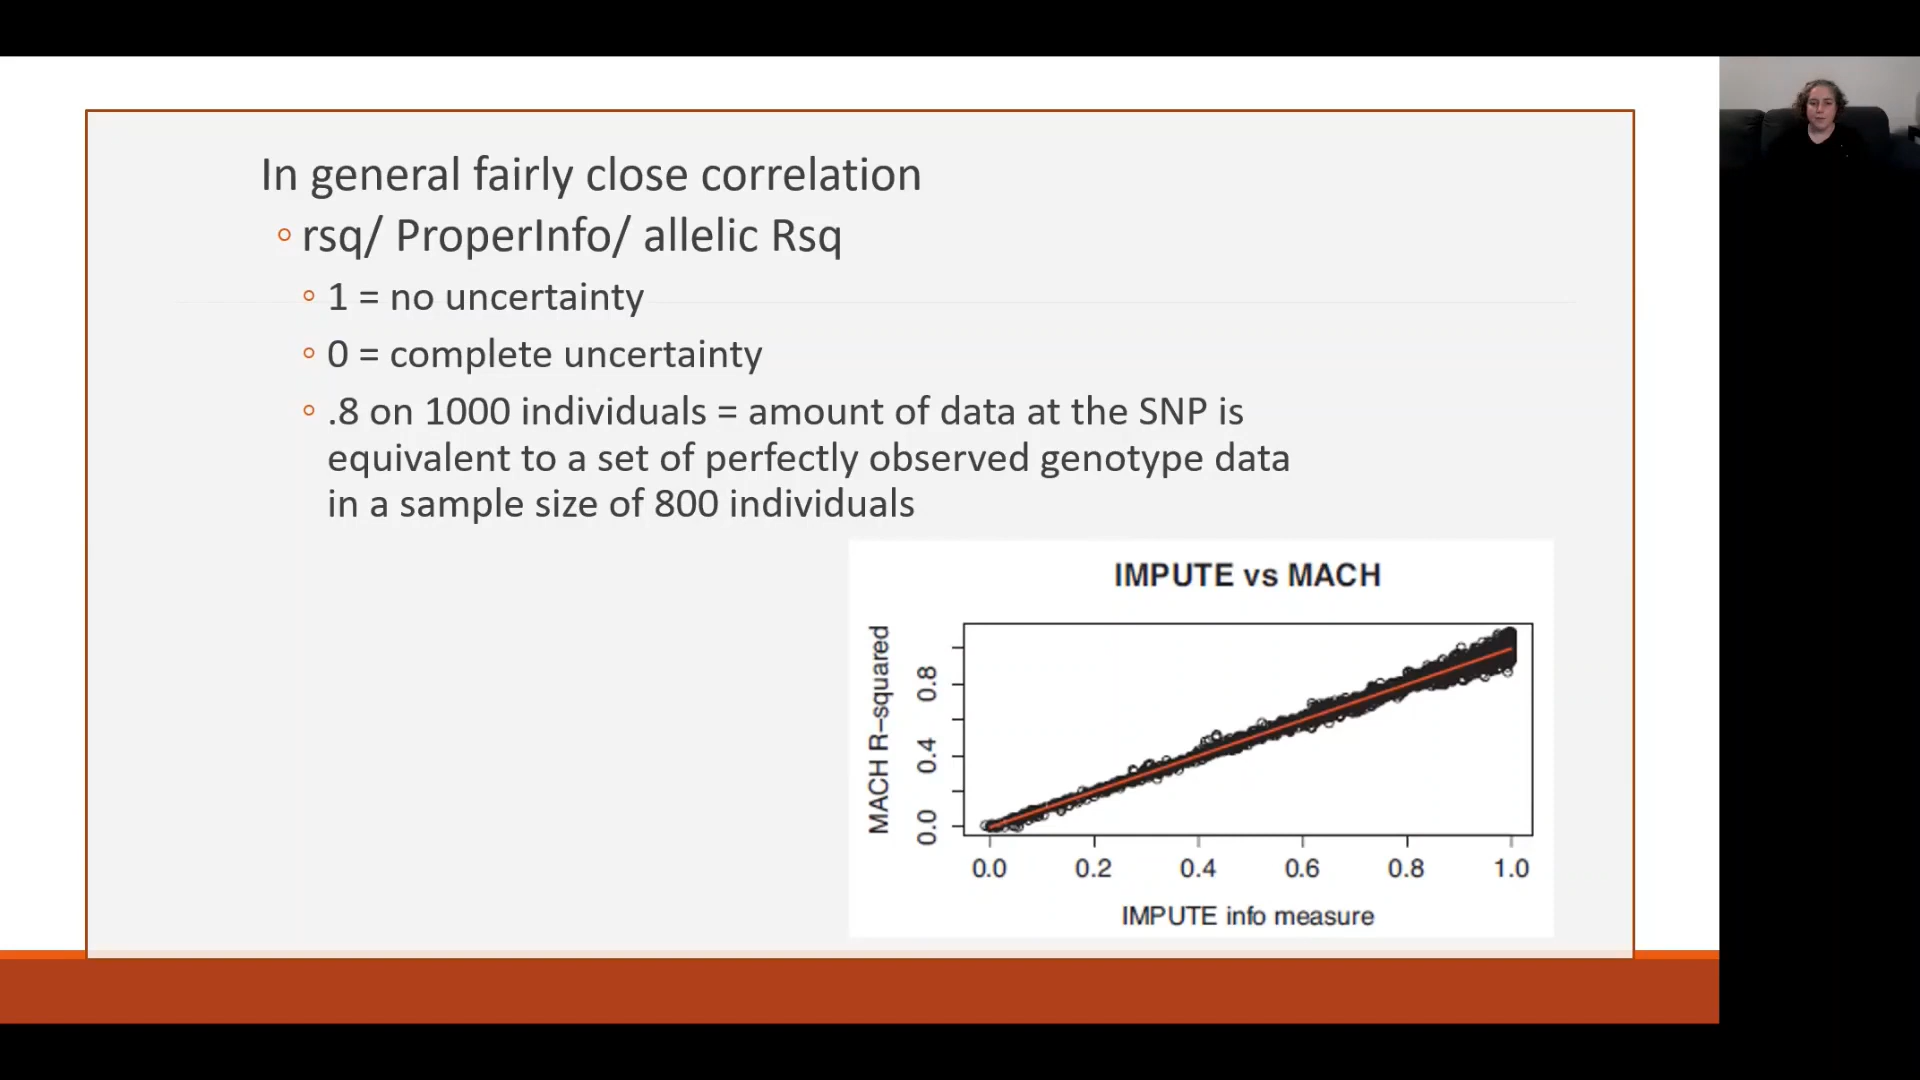 In general fairly close correlation
◦ rsq/ ProperInfo/ allelic Rsq
◦ 1 = no uncertainty
◦ 0 = complete uncertainty
◦ .8 on 1000 individuals = amount of data at the SNP is
equivalent to a set of perfectly observed genotype data
in a sample size of 800 individuals
IMPUTE vs MACH
MACH R−squared
0.8
0.4
0.0
0.0 0.2 0.4 0.6 0.8 1.0
IMPUTE info measure